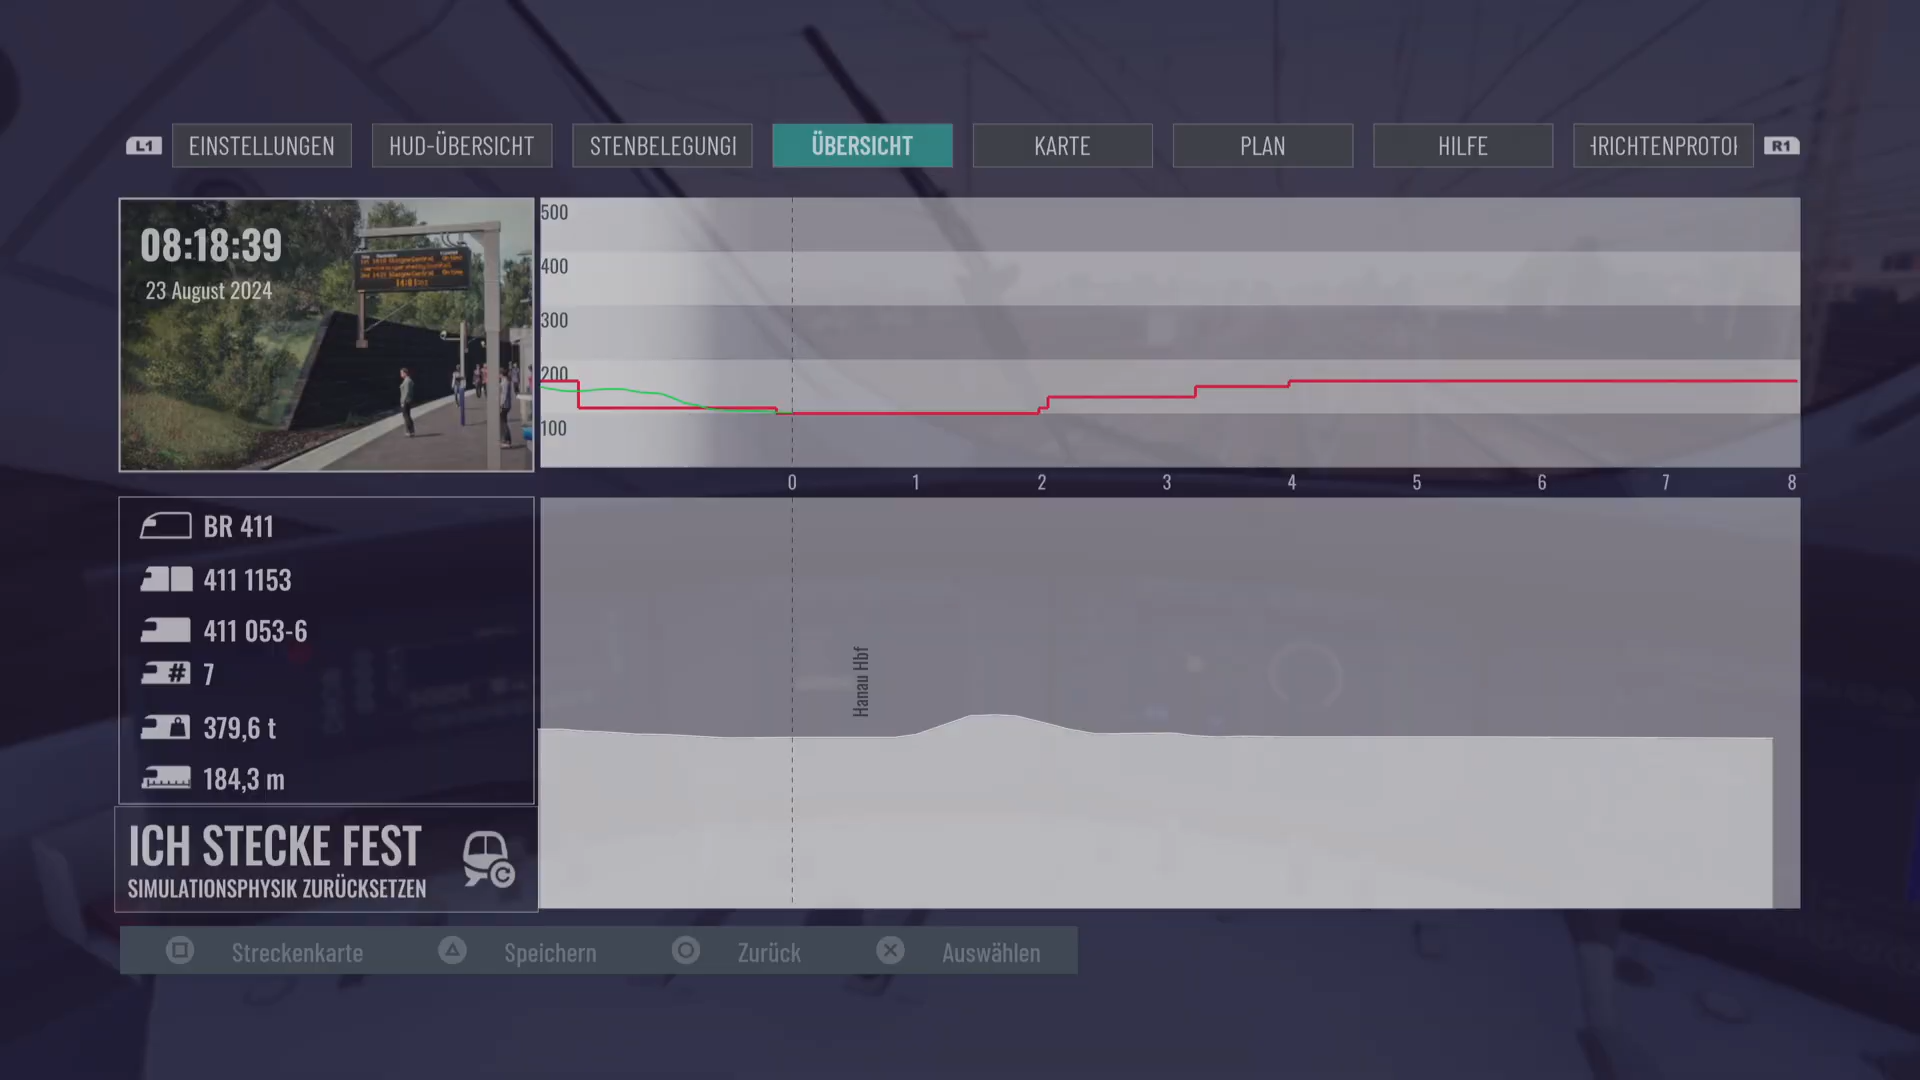 L1 EINSTELLUNGEN HUD-ÜBERSICHT STENBELEGUNGI ÜBERSICHT KARTE PLAN HILFE HRICHTENPROTOI R1
08:18:39
23 August 2024
500
400
300
200
100
0 1 2 3 4 5 6 7 8
BR 411
411 1153
411 053-6
# 7
379,6 t
184,3 m
Hanau Hbf
ICH STECKE FEST
SIMULATIONSPHYSIK ZURÜCKSETZEN
Streckenkarte Speichern Zurück Auswählen